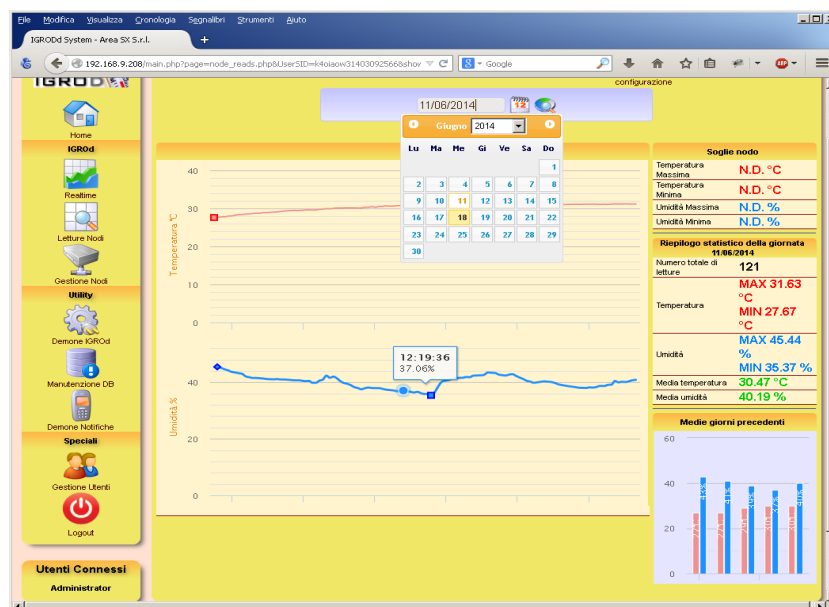 File Modifica Visualizza Cronologia Segnalibri Strumenti Aiuto
IGRODd System - Area SX S.r.l.
+
192.168.9.208/main.php?page=node_reads.php&UserSID=k4oiaow3140309256&show
Google
IGROD
configurazione
11/06/2014
12
Giugno 2014
Lu Ma Me Gi Ve Sa Do
1
2 3 4 5 6 7 8
9 10 11 12 13 14 15
16 17 18 19 20 21 22
23 24 25 26 27 28 29
30
Home
IGROd
Realtime
Letture Nodi
Gestione Nodi
Utility
Demone IGROd
Manutenzione DB
Demone Notifiche
Speciali
Gestione Utenti
Logout
Utenti Connessi
Administrator
Temperatura °C
40
30
20
10
0
12:19:36
37.06%
Umidità %
40
20
0
Soglie nodo
Temperatura Massima N.D. °C
Temperatura Minima N.D. °C
Umidità Massima N.D. %
Umidità Minima N.D. %
Riepilogo statistico della giornata
11/06/2014
Numero totale di letture 121
Temperatura
MAX 31.63
°C
MIN 27.67
°C
Umidità
MAX 45.44
%
MIN 35.37 %
Media temperatura 30.47 °C
Media umidità 40.19 %
Medie giorni precedenti
60
40
20
0